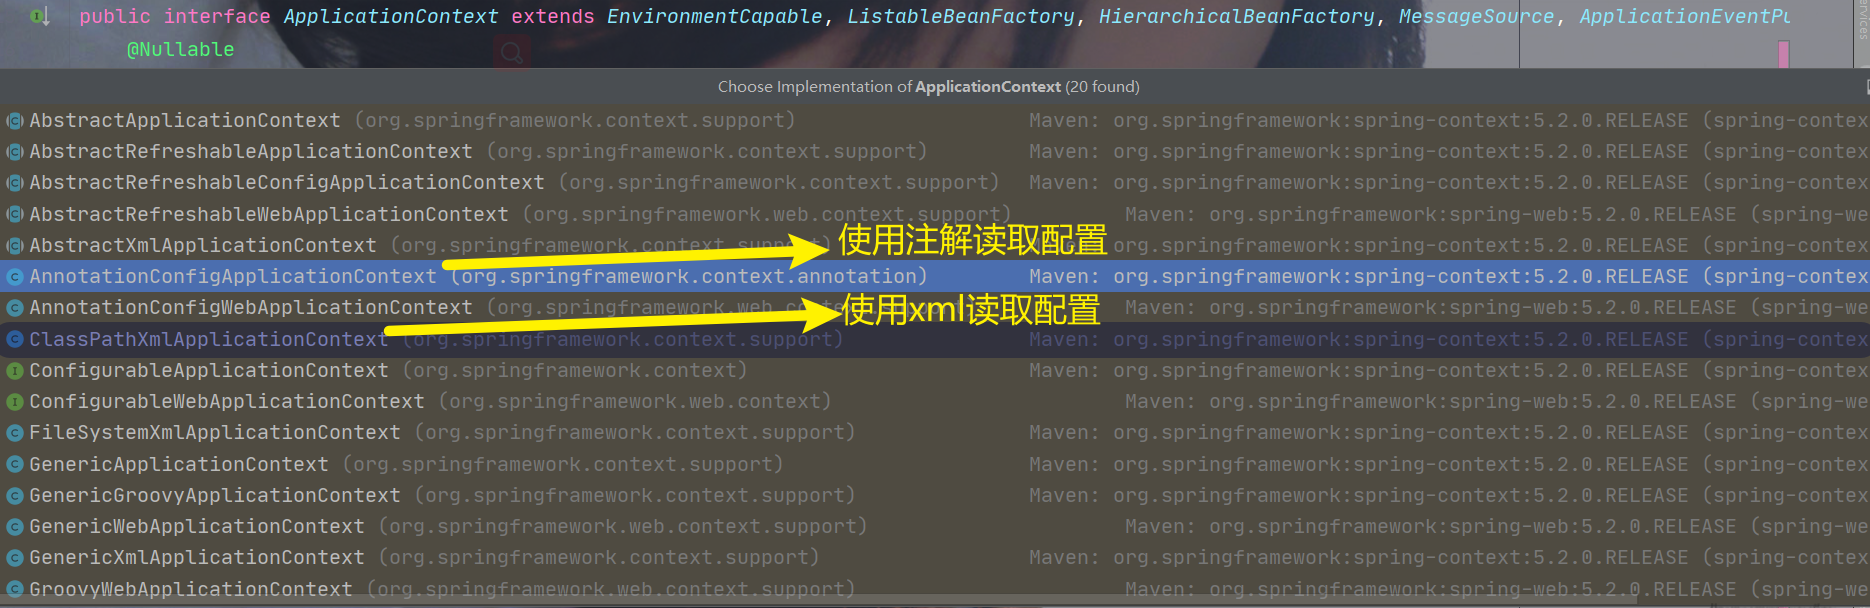 public interface ApplicationContext extends EnvironmentCapable, ListableBeanFactory, HierarchicalBeanFactory, MessageSource, ApplicationEventPu
@Nullable
Choose Implementation of ApplicationContext (20 found)
AbstractApplicationContext (org.springframework.context.support) Maven: org.springframework:spring-context:5.2.0.RELEASE (spring-contex
AbstractRefreshableApplicationContext (org.springframework.context.support) Maven: org.springframework:spring-context:5.2.0.RELEASE (spring-contex
AbstractRefreshableConfigApplicationContext (org.springframework.context.support) Maven: org.springframework:spring-context:5.2.0.RELEASE (spring-contex
AbstractRefreshableWebApplicationContext (org.springframework.web.context.support) Maven: org.springframework:spring-web:5.2.0.RELEASE (spring-we
AbstractXmlApplicationContext (org.springframework.context.support) Maven: org.springframework:spring-context:5.2.0.RELEASE (spring-contex
使用注解读取配置
AnnotationConfigApplicationContext (org.springframework.context.annotation) Maven: org.springframework:spring-context:5.2.0.RELEASE (spring-contex
AnnotationConfigWebApplicationContext (org.springframework.web.context.support) Maven: org.springframework:spring-web:5.2.0.RELEASE (spring-we
使用xml读取配置
ClassPathXmlApplicationContext (org.springframework.context.support) Maven: org.springframework:spring-context:5.2.0.RELEASE (spring-contex
ConfigurableApplicationContext (org.springframework.context) Maven: org.springframework:spring-context:5.2.0.RELEASE (spring-contex
ConfigurableWebApplicationContext (org.springframework.web.context) Maven: org.springframework:spring-web:5.2.0.RELEASE (spring-we
FileSystemXmlApplicationContext (org.springframework.context.support) Maven: org.springframework:spring-context:5.2.0.RELEASE (spring-contex
GenericApplicationContext (org.springframework.context.support) Maven: org.springframework:spring-context:5.2.0.RELEASE (spring-contex
GenericGroovyApplicationContext (org.springframework.context.support) Maven: org.springframework:spring-context:5.2.0.RELEASE (spring-contex
GenericWebApplicationContext (org.springframework.web.context.support) Maven: org.springframework:spring-web:5.2.0.RELEASE (spring-we
GenericXmlApplicationContext (org.springframework.context.support) Maven: org.springframework:spring-context:5.2.0.RELEASE (spring-contex
GroovyWebApplicationContext (org.springframework.web.context.support) Maven: org.springframework:spring-web:5.2.0.RELEASE (spring-we